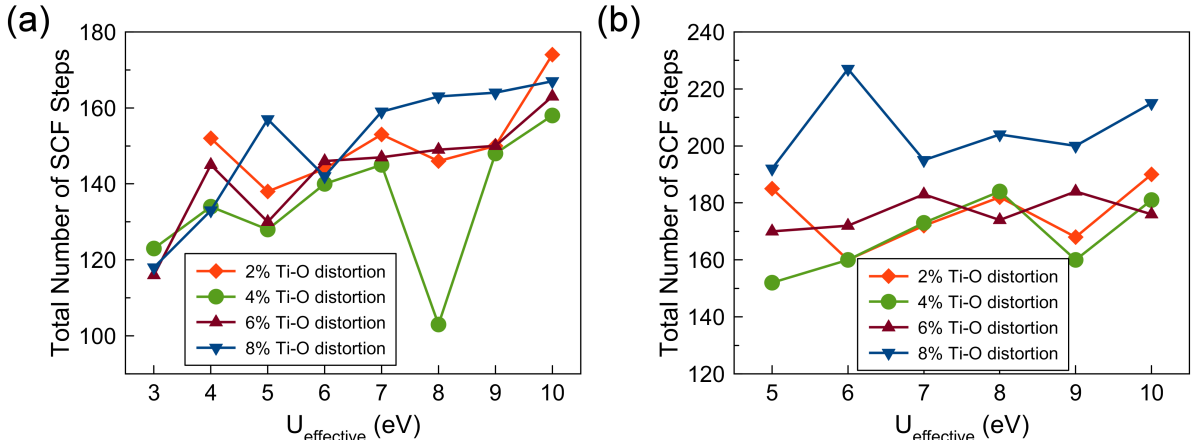 (a)
Total Number of SCF Steps
180
160
140
120
100
2% Ti-O distortion
4% Ti-O distortion
6% Ti-O distortion
8% Ti-O distortion
3 4 5 6 7 8 9 10
U_effective (eV)
(b)
Total Number of SCF Steps
240
220
200
180
160
140
120
2% Ti-O distortion
4% Ti-O distortion
6% Ti-O distortion
8% Ti-O distortion
5 6 7 8 9 10
U_effective (eV)